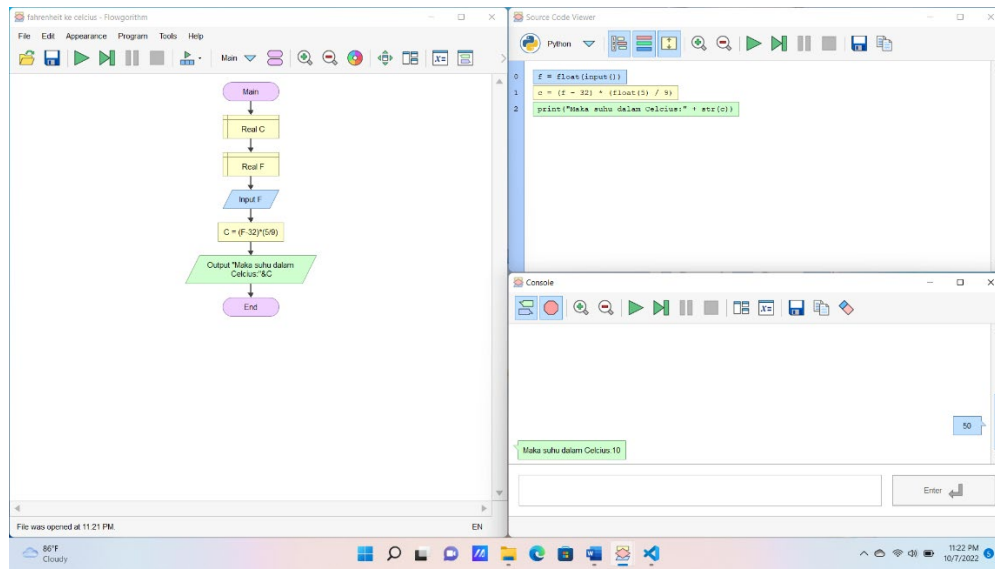 fahrenheit ke celcius - Flowgorithm
File Edit Appearance Program Tools Help
Main
Main
Real C
Real F
Input F
C = (F-32)*(5/9)
Output "Maka suhu dalam
Celcius:"&C
End
File was opened at 11.21 PM.
EN
Source Code Viewer
Python
0 f = float(input())
1 c = (f - 32) * (float(5) / 9)
2 print("Maka suhu dalam Celcius:" + str(c))
Console
50
Maka suhu dalam Celcius:10
Enter
86°F
Cloudy
11:22 PM
10/7/2022
5